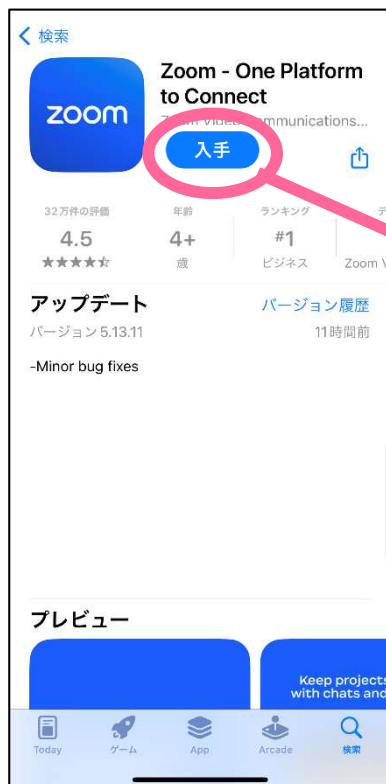 検索
zoom
Zoom - One Platform
to Connect
Zoom Video Communications...
入手
32万件の評価
4.5
年齢
4+
歳
ランキング
#1
ビジネス
Zoom V
アップデート
バージョン履歴
バージョン 5.13.11
11時間前
-Minor bug fixes
プレビュー
Keep projects
with chats and
Today
ゲーム
App
Arcade
検索